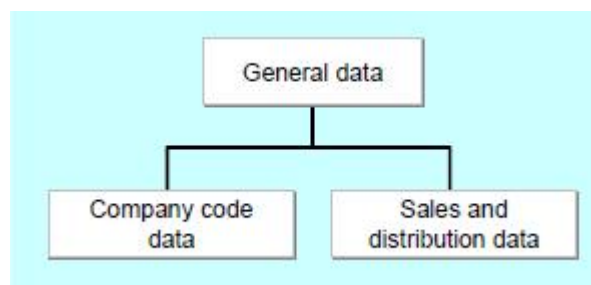 General data
Company code
data
Sales and
distribution data